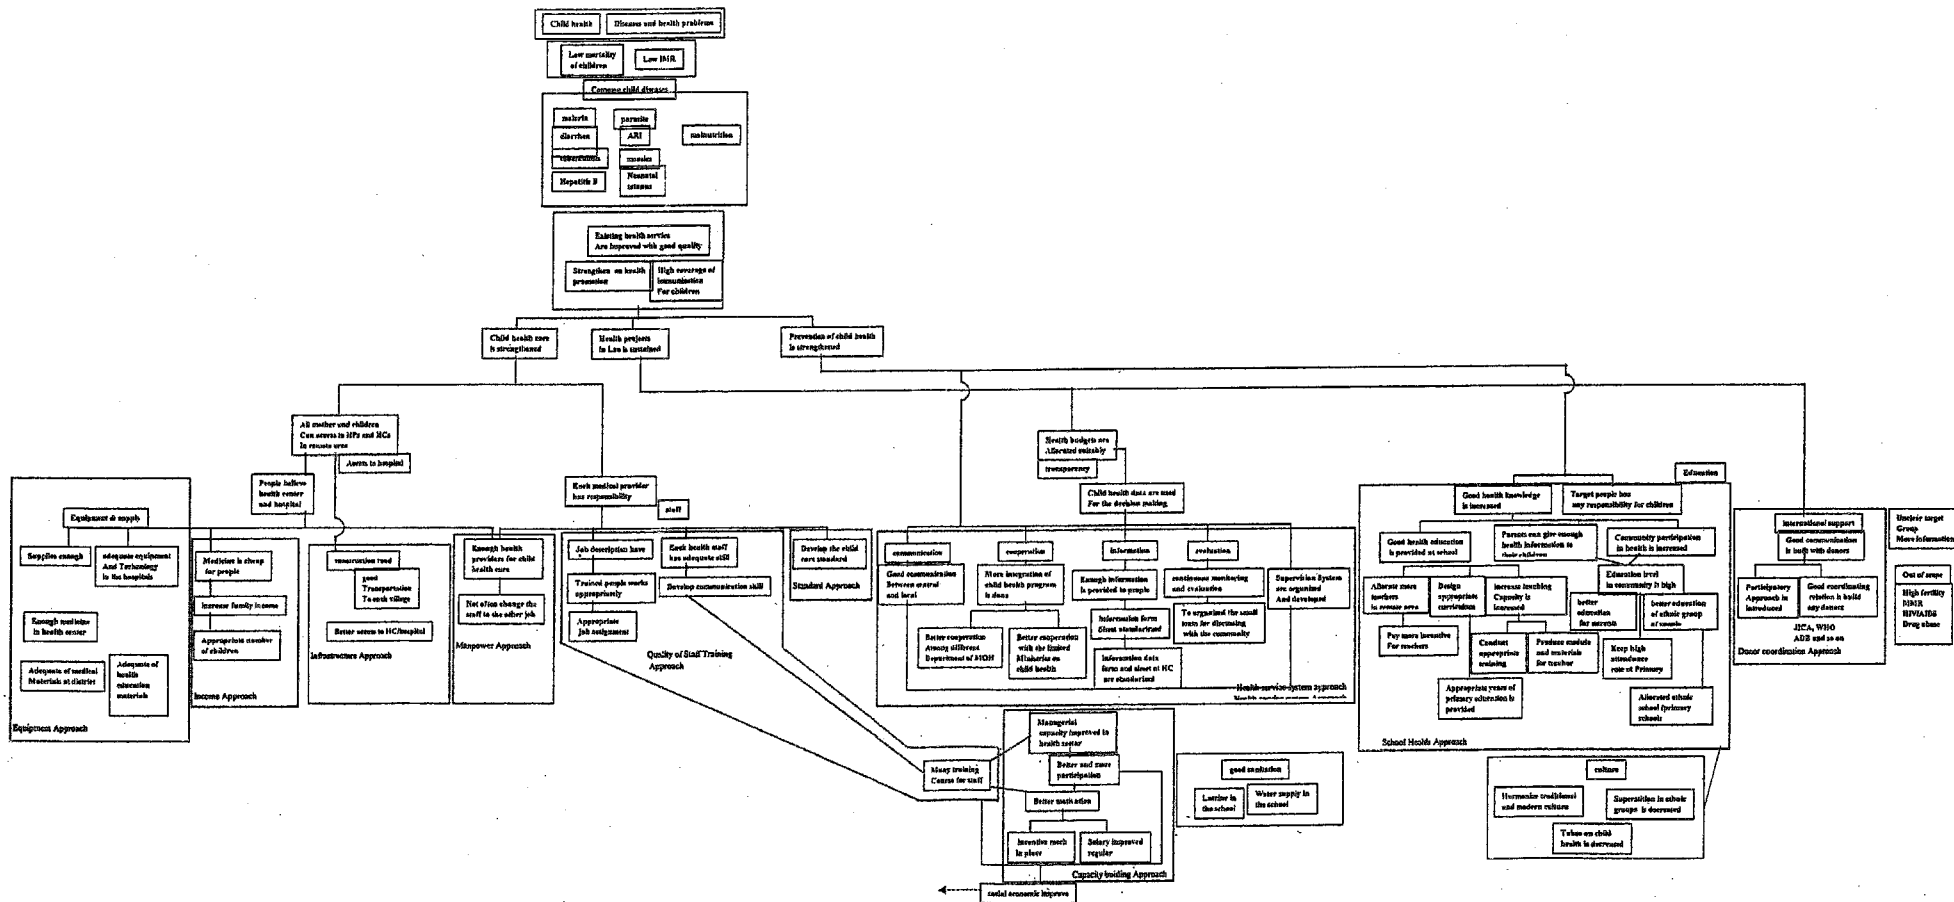 Child health
Diseases and health problems
Low mortality
of children
Low IMR
Common child diseases
malaria
parasite
diarrhea
ARI
malnutrition
tuberculosis
measles
Hepatitis B
Neonatal
tetanus
Existing health service
Are improved with good quality
Strengthen on health
promotion
High coverage of
immunization
For children
Child health care
is strengthened
Health projects
in Lao is sustained
Prevention of child health
is strengthened
All mother and children
Can access to HPs and HCs
In remote area
Access to hospital
People believe
health center
and hospital
Each medical provider
has responsibility
staff
Health budgets are
Allocated suitably
transparency
Child health data are used
For the decision making
Education
Good health knowledge
is increased
Target people has
any responsibility for children
Equipment & supply
Supplies enough
adequate equipment
And Technology
in the hospitals
Enough medicine
in health center
Adequate of medical
Materials at district
Adequate of
health
education
materials
Equipment Approach
Medicine is cheap
for people
Increase family income
Appropriate number
of children
Income Approach
construction road
good
Transportation
To each village
Better access to HC/hospital
Infrastructure Approach
Enough health
providers for child
health care
Not often change the
staff to the other job
Manpower Approach
Job description have
Trained people works
appropriately
Appropriate
Job assignment
Each health staff
has adequate skill
Develop communication skill
Quality of Staff Training
Approach
Develop the child
care standard
Standard Approach
communication
Good communication
Between central
and local
cooperation
More integration of
child health program
is done
Better cooperation
Among different
Department of MOH
Better cooperation
with the limited
Ministries on
child health
information
Enough information
is provided to people
Information form
Sheet standardized
Information data
form and sheet at HC
are standardized
evaluation
continuous monitoring
and evaluation
To organized the small
team for discussing
with the community
Supervision System
are organized
And developed
Health service system approach
Health service system Approach
Good health education
is provided at school
Parents can give enough
health information to
their children
Community participation
in health is increased
Allocate more
teachers
in remote area
Design
appropriate
curriculum
increase teaching
Capacity is
increased
Education level
in community is high
better
education
for parents
better education
of ethnic group
of people
Pay more incentive
For teachers
Conduct
appropriate
training
Produce module
and materials
for teacher
Keep high
attendance
rate of Primary
Appropriate years of
primary education is
provided
Allocated ethnic
school (primary
school)
School Health Approach
international support
Good communication
is built with donors
Participatory
Approach in
introduced
Good coordinating
relation is build
any donors
JICA, WHO
ADB and so on
Donor coordination Approach
Unclear target
Group
More information
Out of scope
High fertility
MMR
HIV/AIDS
Drug abuse
Many training
Course for staff
Managerial
capacity improved in
health sector
Better and more
participation
Better motivation
Incentive mech
in place
Salary improved
regular
Capacity building Approach
social economic improve
good sanitation
Latrine in
the school
Water supply in
the school
culture
Harmonize traditional
and modern culture
Superstition in ethnic
groups is decreased
Taboo on child
health is decreased